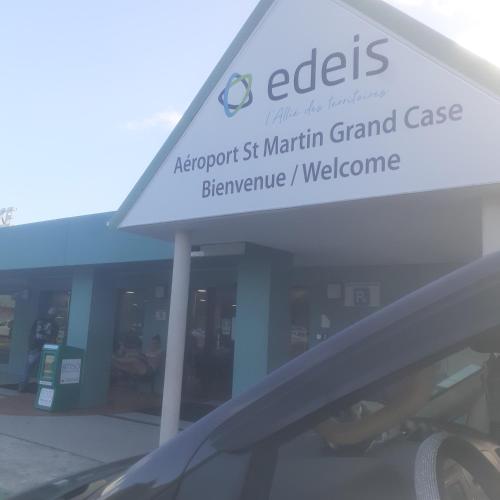 edeis
l'Allié des territoires
Aéroport St Martin Grand Case
Bienvenue / Welcome
R